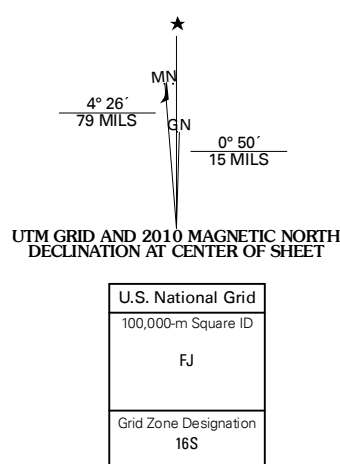 ★
MN
4° 26´
79 MILS
GN
0° 50´
15 MILS
UTM GRID AND 2010 MAGNETIC NORTH
DECLINATION AT CENTER OF SHEET
U.S. National Grid
100,000-m Square ID
FJ
Grid Zone Designation
16S